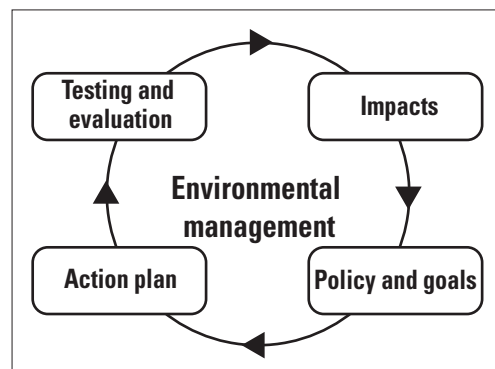 Testing and
evaluation
Impacts
Environmental
management
Action plan
Policy and goals